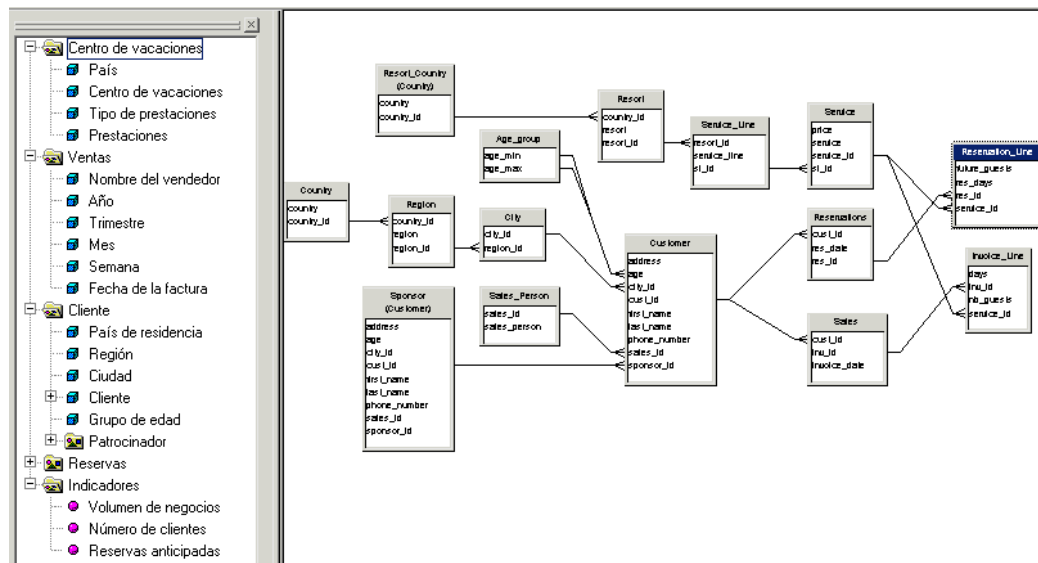 Centro de vacaciones
País
Centro de vacaciones
Tipo de prestaciones
Prestaciones
Ventas
Nombre del vendedor
Año
Trimestre
Mes
Semana
Fecha de la factura
Cliente
País de residencia
Región
Ciudad
Cliente
Grupo de edad
Patrocinador
Reservas
Indicadores
Volumen de negocios
Número de clientes
Reservas anticipadas
Resort_Country
(Country)
country
country_id
Resort
country_id
resort
resort_id
Service_Line
resort_id
service_line
sl_id
Service
price
service
service_id
sl_id
Reservation_Line
future_guests
res_days
res_id
service_id
Age_group
age_min
age_max
Country
country
country_id
Region
country_id
region
region_id
City
city_id
region_id
Customer
address
age
city_id
cust_id
first_name
last_name
phone_number
sales_id
sponsor_id
Reservations
cust_id
res_date
res_id
Invoice_Line
days
inv_id
nb_guests
service_id
Sponsor
(Customer)
address
age
city_id
cust_id
first_name
last_name
phone_number
sales_id
sponsor_id
Sales_Person
sales_id
sales_person
Sales
cust_id
inv_id
invoice_date